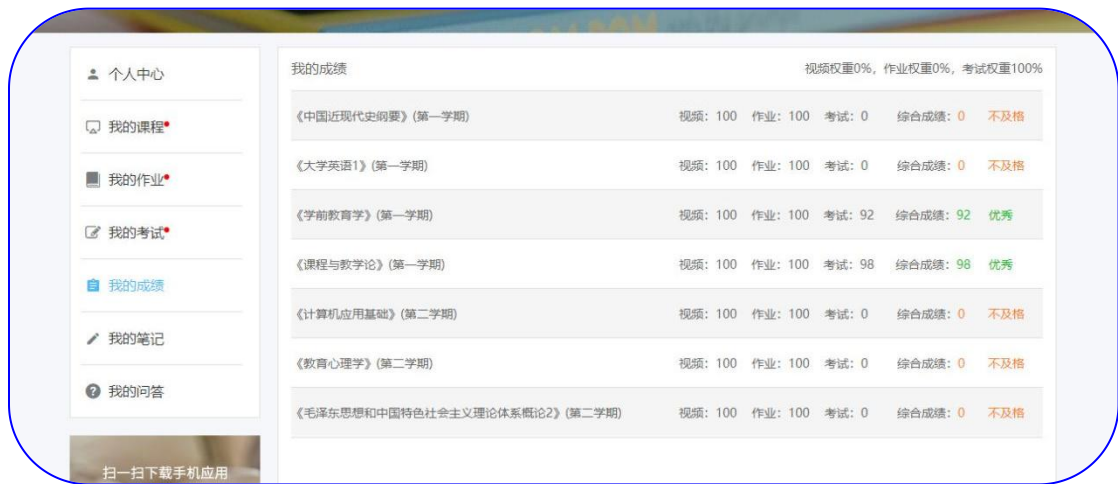 个人中心
我的课程
我的作业
我的考试
我的成绩
我的笔记
我的问答
扫一扫下载手机应用
我的成绩 视频权重0%，作业权重0%，考试权重100%
《中国近现代史纲要》(第一学期) 视频：100 作业：100 考试：0 综合成绩：0 不及格
《大学英语1》(第一学期) 视频：100 作业：100 考试：0 综合成绩：0 不及格
《学前教育学》(第一学期) 视频：100 作业：100 考试：92 综合成绩：92 优秀
《课程与教学论》(第一学期) 视频：100 作业：100 考试：98 综合成绩：98 优秀
《计算机应用基础》(第二学期) 视频：100 作业：100 考试：0 综合成绩：0 不及格
《教育心理学》(第二学期) 视频：100 作业：100 考试：0 综合成绩：0 不及格
《毛泽东思想和中国特色社会主义理论体系概论2》(第二学期) 视频：100 作业：100 考试：0 综合成绩：0 不及格